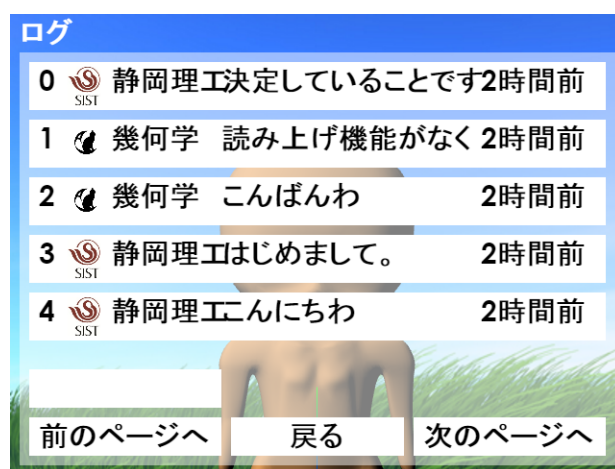 ログ
0 SIST 静岡理工決定していることです2時間前
1 幾何学 読み上げ機能がなく 2時間前
2 幾何学 こんばんわ 2時間前
3 SIST 静岡理工はじめまして。 2時間前
4 SIST 静岡理工こんにちわ 2時間前
前のページへ 戻る 次のページへ